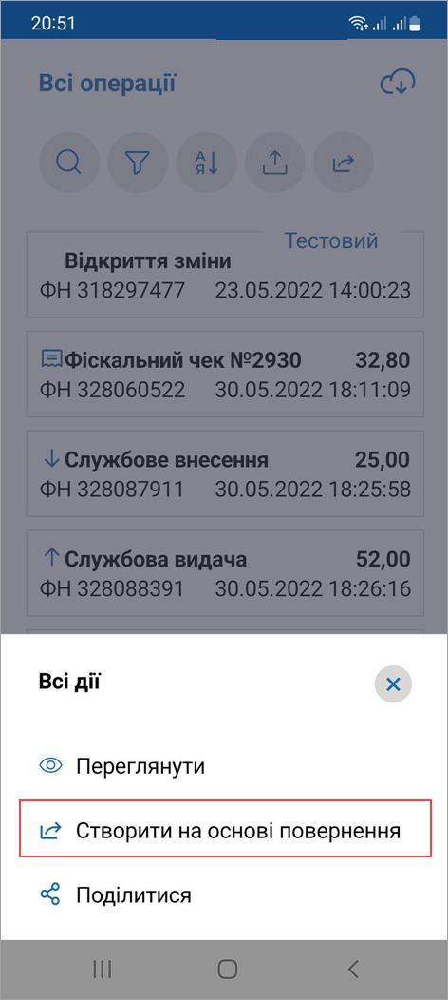 20:51
Всі операції
А
Я
Тестовий
Відкриття зміни
ФН 318297477 23.05.2022 14:00:23
Фіскальний чек №2930 32,80
ФН 328060522 30.05.2022 18:11:09
Службове внесення 25,00
ФН 328087911 30.05.2022 18:25:58
Службова видача 52,00
ФН 328088391 30.05.2022 18:26:16
Всі дії
Переглянути
Створити на основі повернення
Поділитися